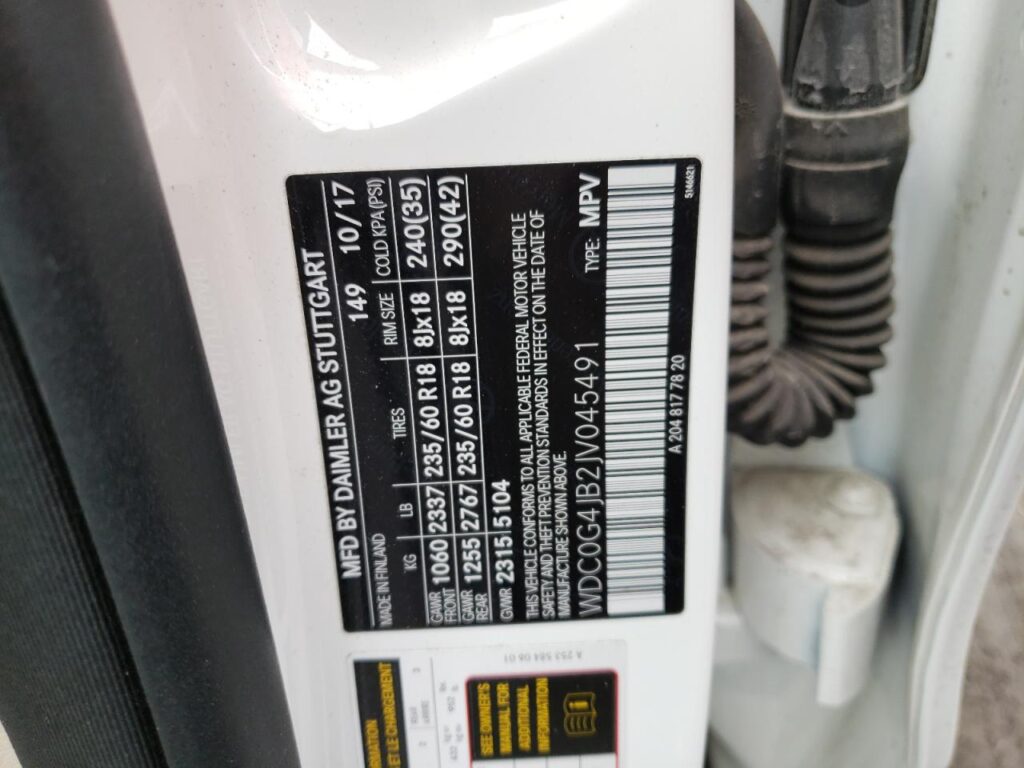 MFD BY DAIMLER AG STUTTGART
MADE IN FINLAND 149 10/17
KG LB TIRES RIM SIZE COLD KPA (PSI)
GAWR FRONT 1060 2337 235/60 R18 8Jx18 240(35)
GAWR REAR 1255 2767 235/60 R18 8Jx18 290(42)
GVWR 2315 5104
THIS VEHICLE CONFORMS TO ALL APPLICABLE FEDERAL MOTOR VEHICLE
SAFETY AND THEFT PREVENTION STANDARDS IN EFFECT ON THE DATE OF
MANUFACTURE SHOWN ABOVE.
WDC0G4JB2JV045491 TYPE: MPV
A 204 817 78 20
5146621
ET LE CHARGEMENT
SEE OWNER'S
MANUAL FOR
ADDITIONAL
INFORMATION
A 253 584 08 01